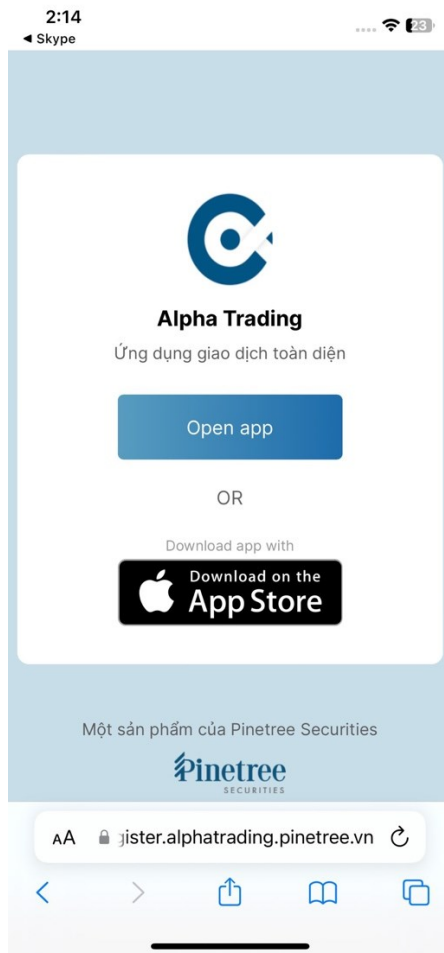 2:14
23
◀ Skype
Alpha Trading
Ứng dụng giao dịch toàn diện
Open app
OR
Download app with
Download on the
App Store
Một sản phẩm của Pinetree Securities
Pinetree
SECURITIES
AA gister.alphatrading.pinetree.vn